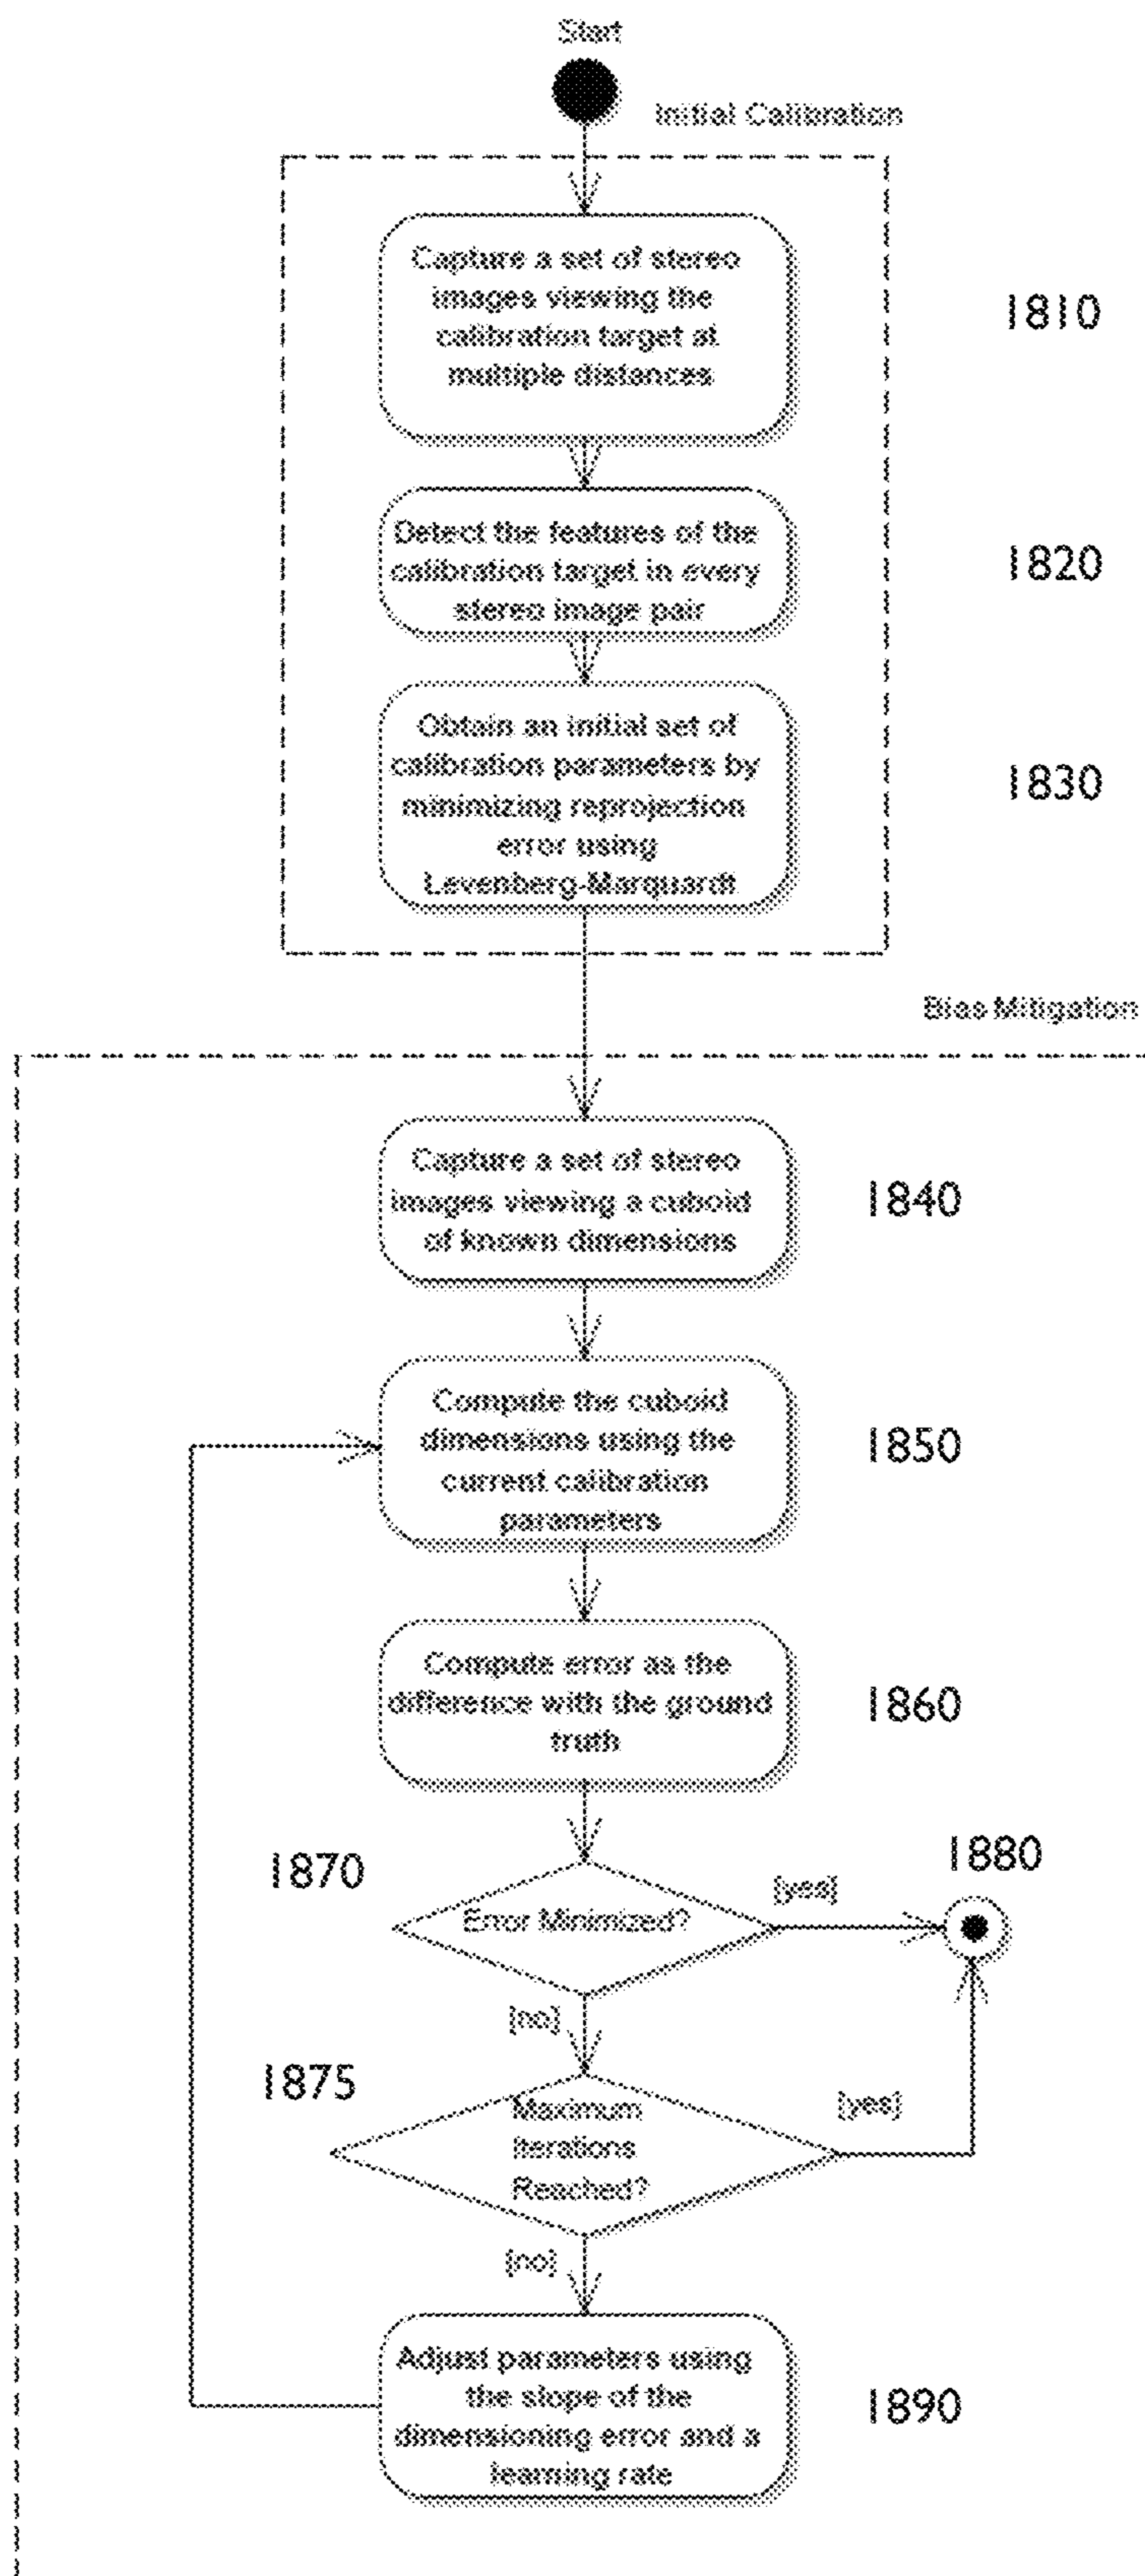 Start
Initial Calibration
Capture a set of stereo
images viewing the
calibration target at
multiple distances
1810
Detect the features of the
calibration target in every
stereo image pair
1820
Obtain an initial set of
calibration parameters by
minimizing reprojection
error using
Levenberg-Marquardt
1830
Bias Mitigation
Capture a set of stereo
images viewing a cuboid
of known dimensions
1840
Compute the cuboid
dimensions using the
current calibration
parameters
1850
Compute error as the
difference with the ground
truth
1860
1870
Error Minimized?
[yes]
1880
[no]
1875
Maximum
Iterations
Reached?
[yes]
[no]
Adjust parameters using
the slope of the
dimensioning error and a
learning rate
1890